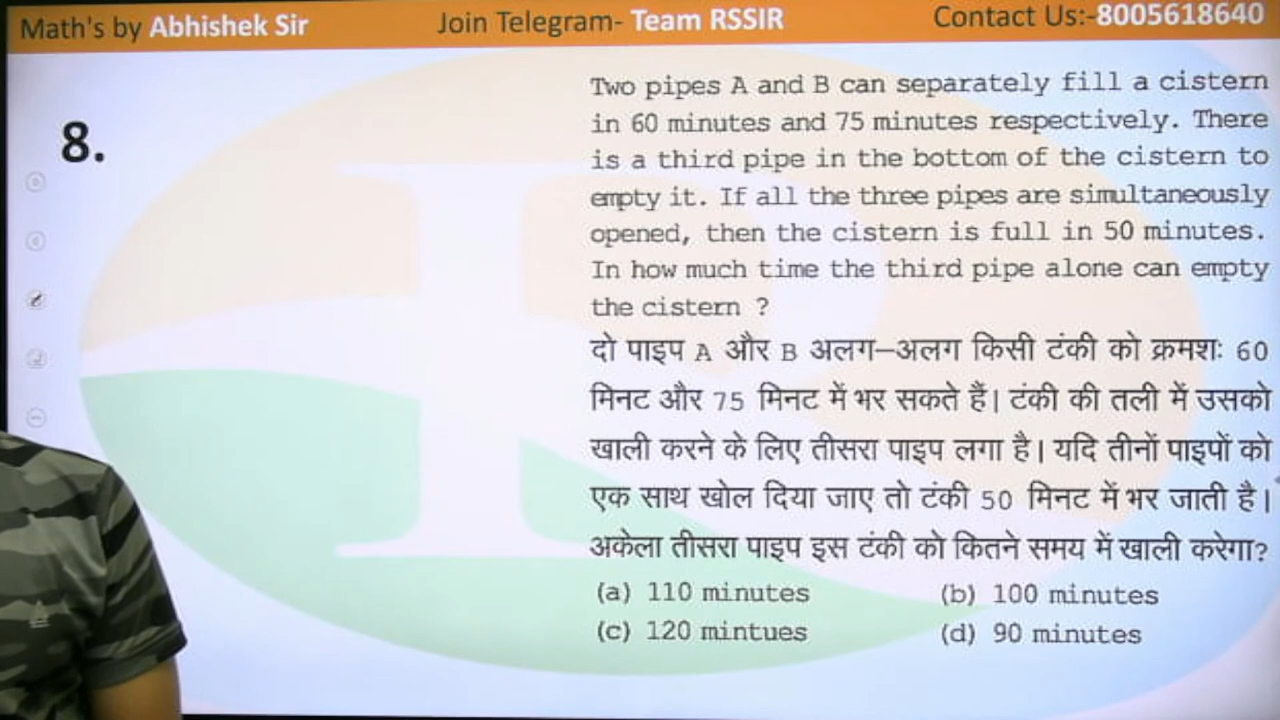 Math's by Abhishek Sir
Join Telegram- Team RSSIR
Contact Us:-8005618640
8.
Two pipes A and B can separately fill a cistern
in 60 minutes and 75 minutes respectively. There
is a third pipe in the bottom of the cistern to
empty it. If all the three pipes are simultaneously
opened, then the cistern is full in 50 minutes.
In how much time the third pipe alone can empty
the cistern ?
दो पाइप A और B अलग–अलग किसी टंकी को क्रमशः 60
मिनट और 75 मिनट में भर सकते हैं। टंकी की तली में उसको
खाली करने के लिए तीसरा पाइप लगा है। यदि तीनों पाइपों को
एक साथ खोल दिया जाए तो टंकी 50 मिनट में भर जाती है।
अकेला तीसरा पाइप इस टंकी को कितने समय में खाली करेगा?
(a) 110 minutes
(b) 100 minutes
(c) 120 mintues
(d) 90 minutes